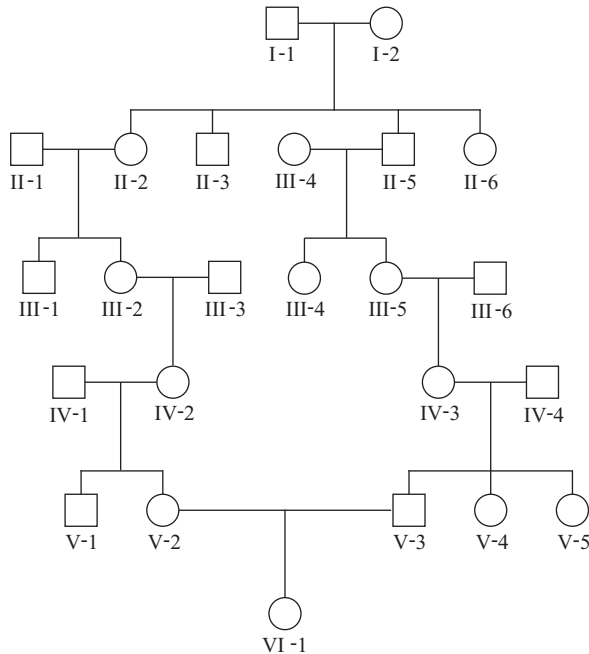 I-1 I-2
II-1 II-2 II-3 III-4 II-5 II-6
III-1 III-2 III-3 III-4 III-5 III-6
IV-1 IV-2 IV-3 IV-4
V-1 V-2 V-3 V-4 V-5
VI-1